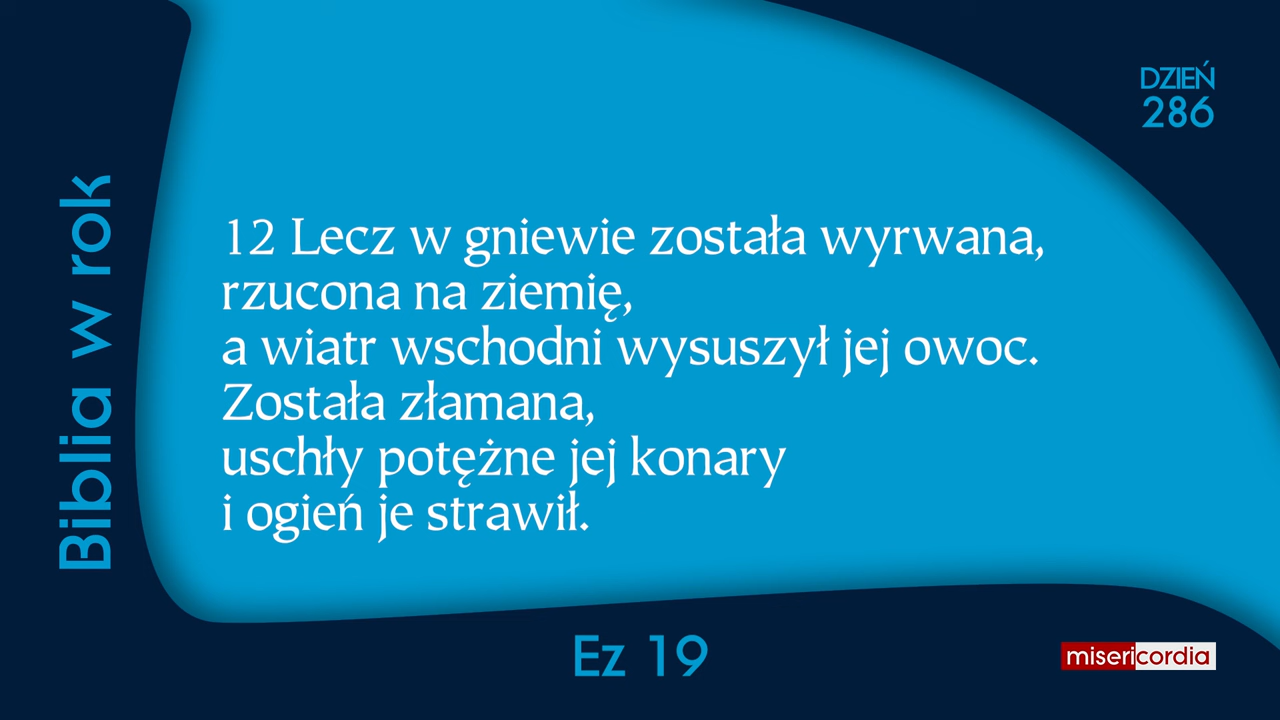 DZIEŃ
286
Biblia w rok
12 Lecz w gniewie została wyrwana,
rzucona na ziemię,
a wiatr wschodni wysuszył jej owoc.
Została złamana,
uschły potężne jej konary
i ogień je strawił.
Ez 19
misericordia